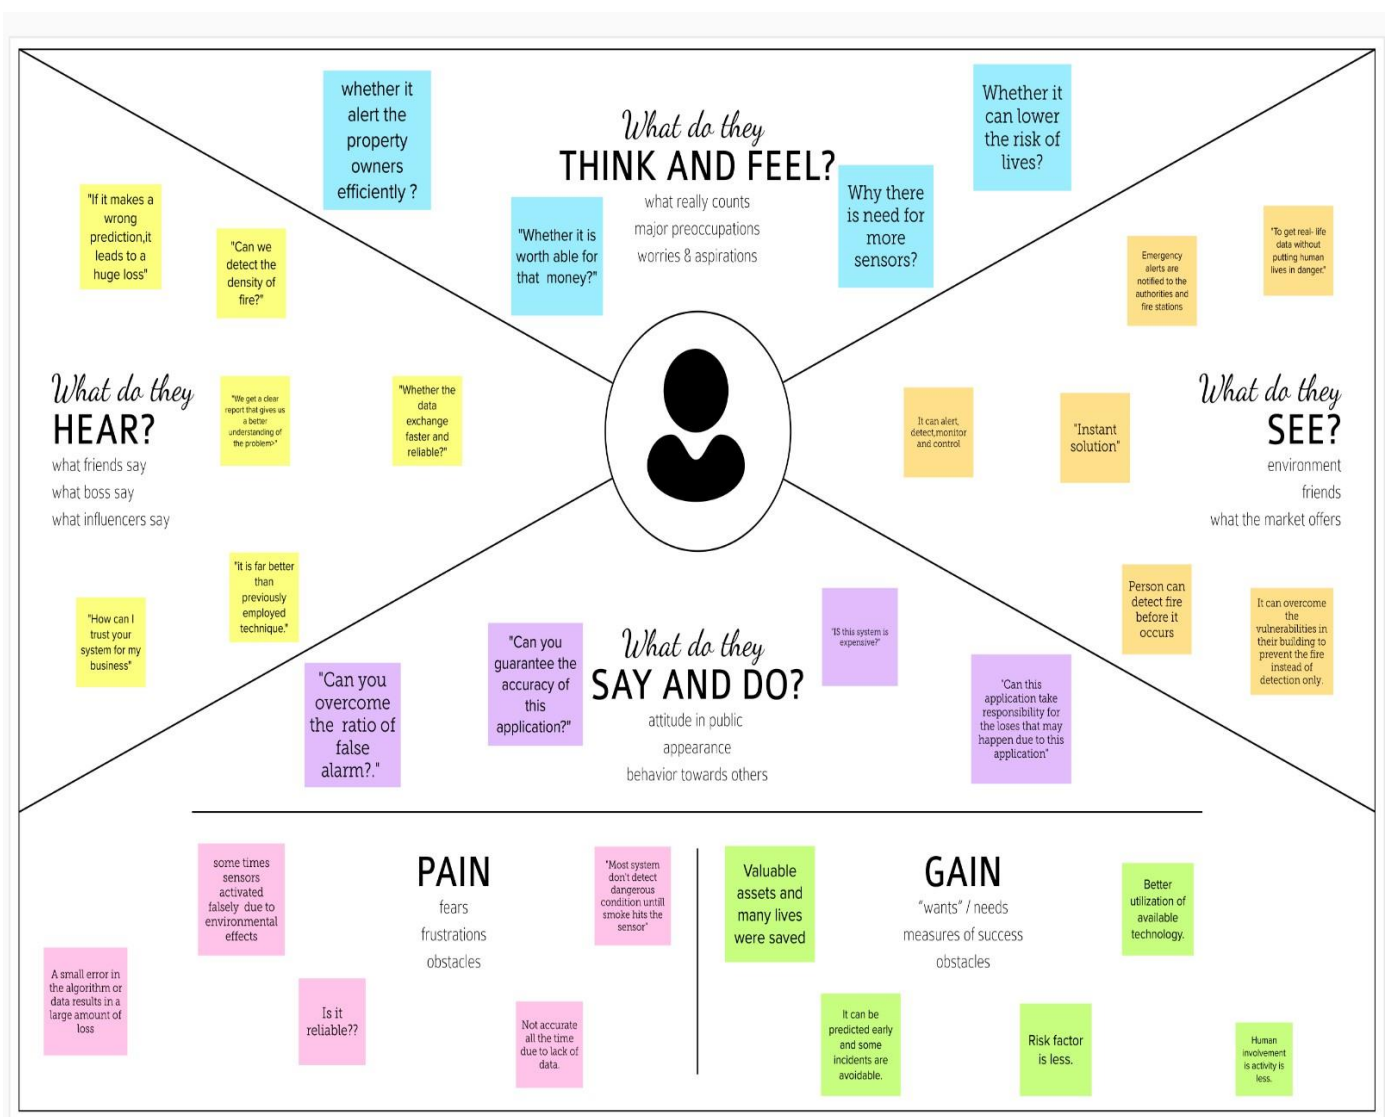 whether it
alert the
property
owners
efficiently ?
What do they
THINK AND FEEL?
what really counts
major preoccupations
worries & aspirations
"Whether it is
worth able for
that  money?"
Why there
is need for
more
sensors?
Whether it
can lower
the risk of
lives?
"If it makes a
wrong
prediction,it
leads to a
huge loss"
"Can we
detect the
density of
fire?"
What do they
HEAR?
what friends say
what boss say
what influencers say
"We get a clear
report that gives us
a better
understanding of
the problem>"
"Whether the
data
exchange
faster and
reliable?"
"it is far better
than
previously
employed
technique."
"How can I
trust your
system for my
business"
Emergency
alerts are
notified to the
authorities and
fire stations
"To get real- life
data without
putting human
lives in danger."
It can alert,
detect,monitor
and control
"Instant
solution"
What do they
SEE?
environment
friends
what the market offers
Person can
detect fire
before it
occurs
It can overcome
the
vulnerabilities in
their building to
prevent the fire
instead of
detection only.
"Can you
overcome
the  ratio of
false
alarm?."
"Can you
guarantee the
accuracy of
this
application?"
What do they
SAY AND DO?
attitude in public
appearance
behavior towards others
"IS this system is
expensive?"
"Can this
application take
responsibility for
the loses that may
happen due to this
application"
PAIN
fears
frustrations
obstacles
some times
sensors
activated
falsely  due to
environmental
effects
"Most system
don't detect
dangerous
condition untill
smoke hits the
sensor"
A small error in
the algorithm or
data results in a
large amount of
loss
Is it
reliable??
Not accurate
all the time
due to lack of
data.
GAIN
"wants" / needs
measures of success
obstacles
Valuable
assets and
many lives
were saved
Better
utilization of
available
technology.
It can be
predicted early
and some
incidents are
avoidable.
Risk factor
is less.
Human
involvement
is activity is
less.